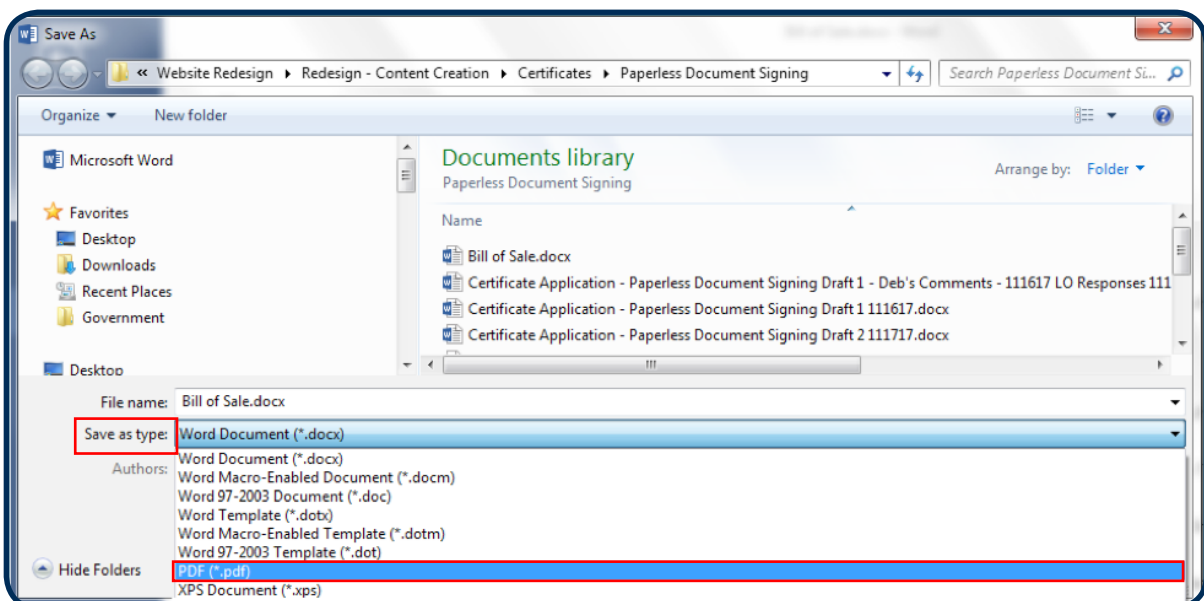 Save As
« Website Redesign ▸ Redesign - Content Creation ▸ Certificates ▸ Paperless Document Signing
Search Paperless Document Si...
Organize
New folder
Microsoft Word
Favorites
Desktop
Downloads
Recent Places
Government
Desktop
Documents library
Paperless Document Signing
Arrange by: Folder
Name
Bill of Sale.docx
Certificate Application - Paperless Document Signing Draft 1 - Deb's Comments - 111617 LO Responses 111
Certificate Application - Paperless Document Signing Draft 1 111617.docx
Certificate Application - Paperless Document Signing Draft 2 111717.docx
File name: Bill of Sale.docx
Save as type: Word Document (*.docx)
Authors:
Word Document (*.docx)
Word Macro-Enabled Document (*.docm)
Word 97-2003 Document (*.doc)
Word Template (*.dotx)
Word Macro-Enabled Template (*.dotm)
Word 97-2003 Template (*.dot)
PDF (*.pdf)
XPS Document (*.xps)
Hide Folders